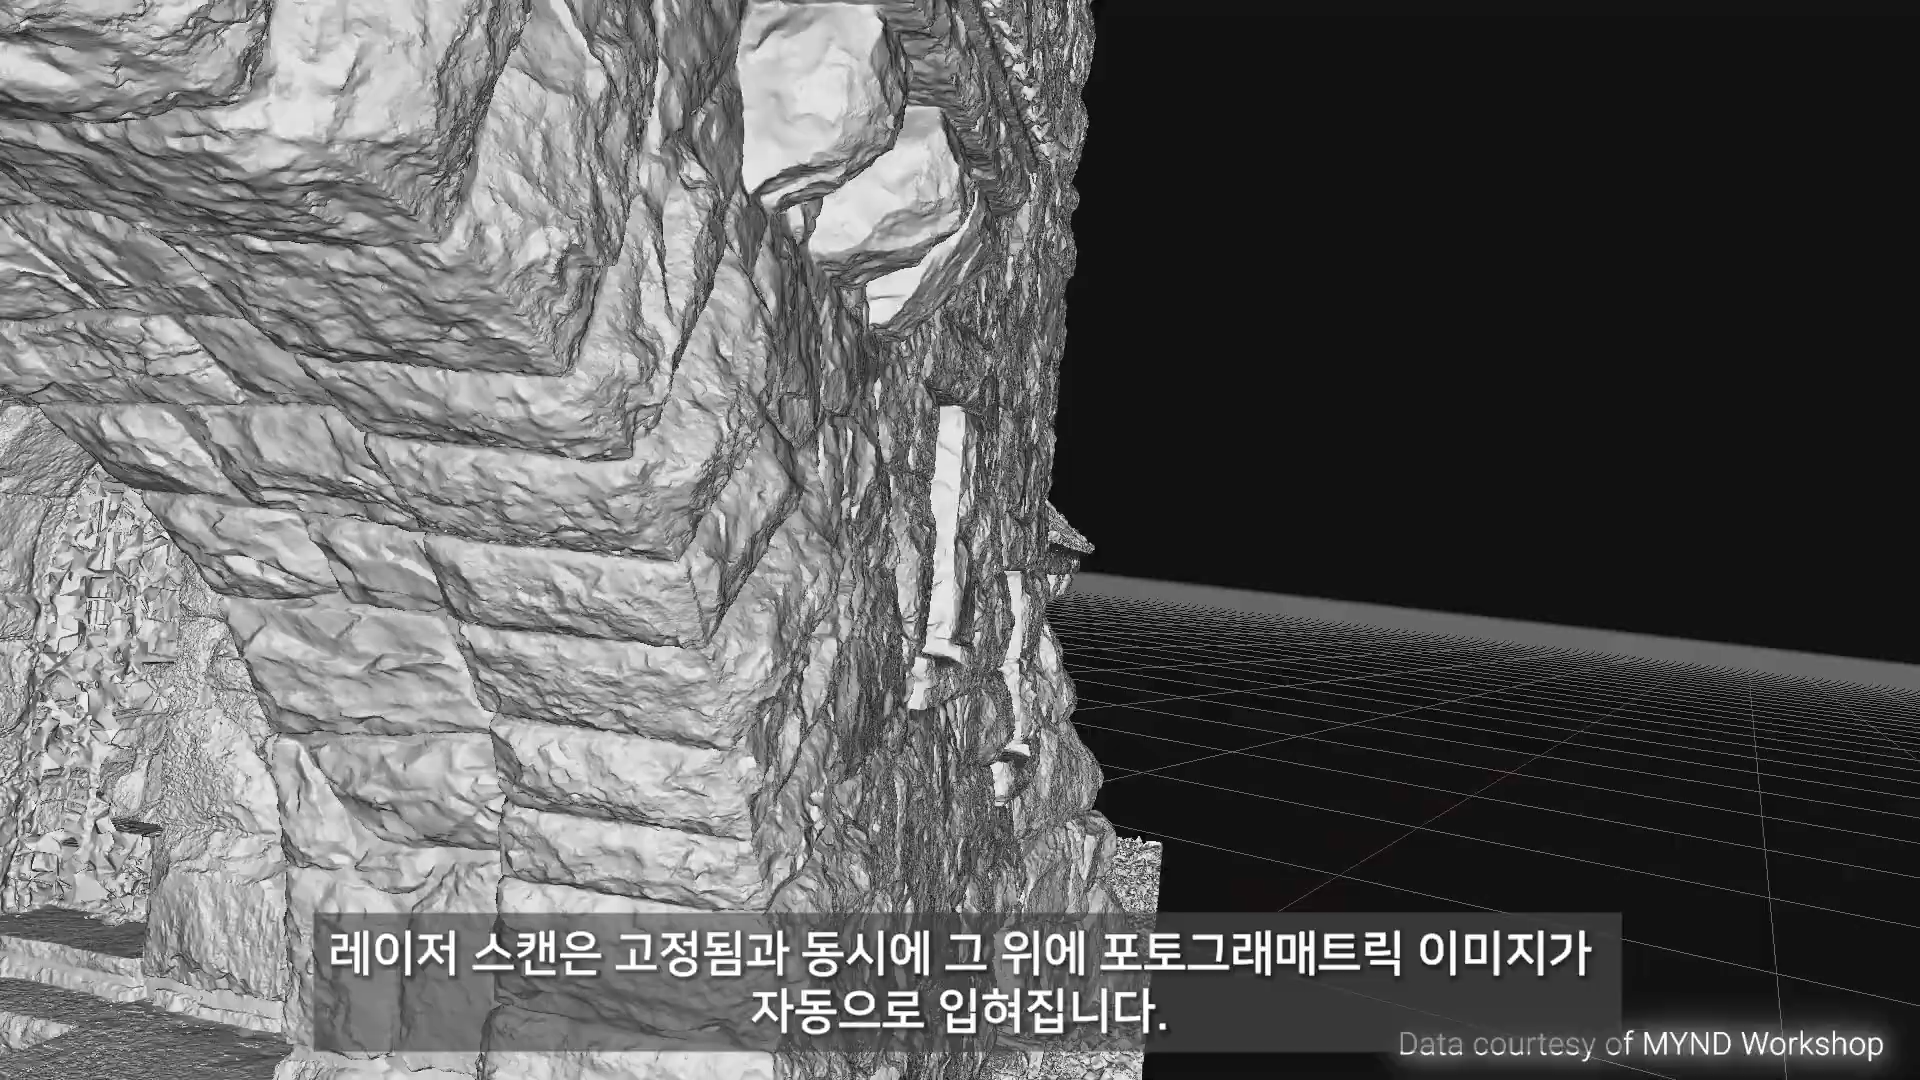 레이저 스캔은 고정됨과 동시에 그 위에 포토그래매트릭 이미지가
자동으로 입혀집니다.
Data courtesy of MYND Workshop